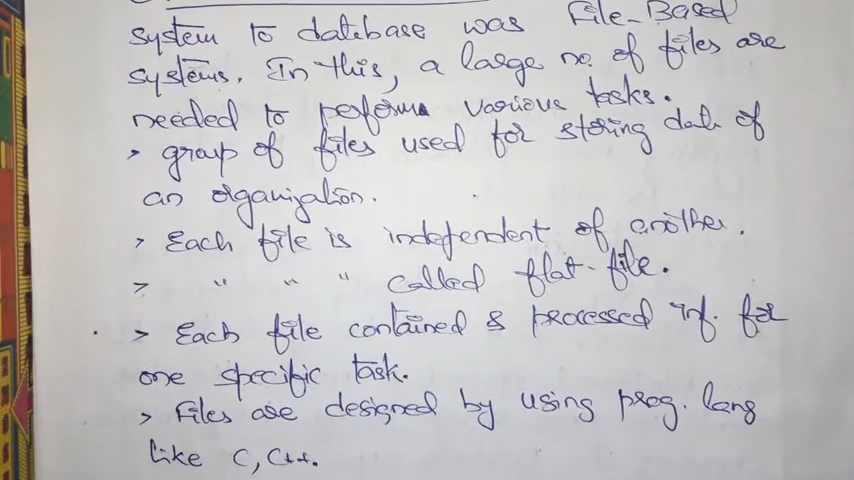 system to database was File-Based
systems. In this, a large no. of files are
needed to perform various tasks.
> group of files used for storing data of
an organization.
> Each file is independent of another.
> " " " called flat-file.
> Each file contained & processed inf. for
one specific task.
> Files are designed by using prog. lang
like C, C++.